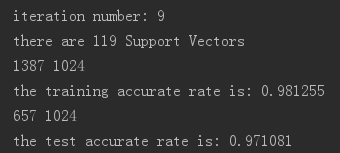 iteration number: 9
there are 119 Support Vectors
1387 1024
the training accurate rate is: 0.981255
657 1024
the test accurate rate is: 0.971081